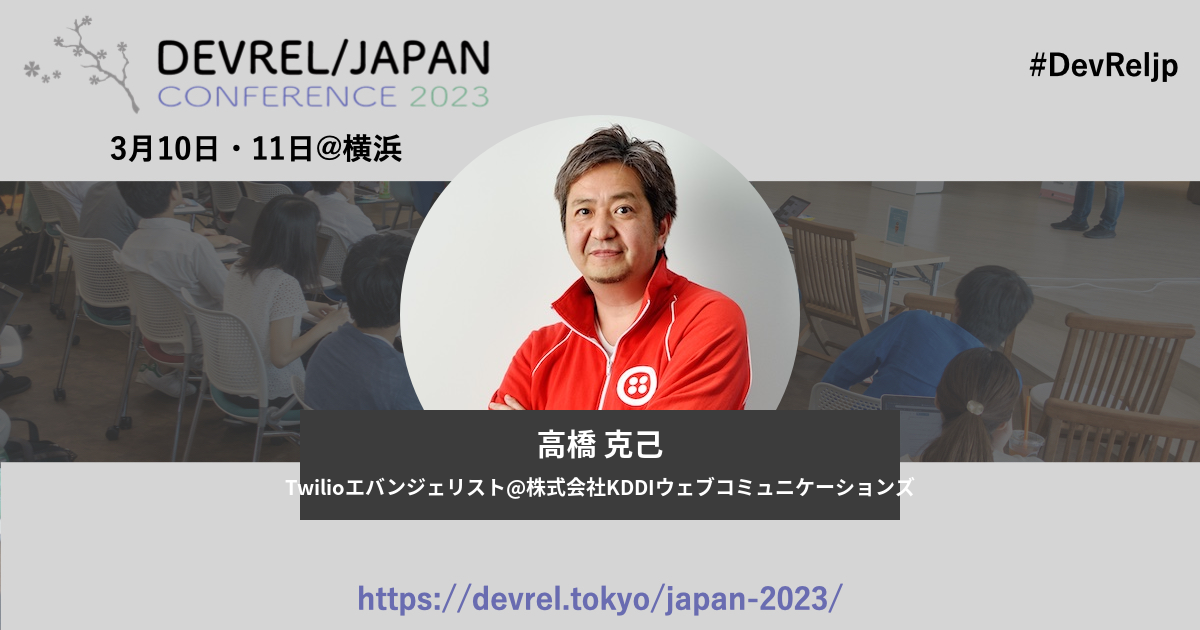 DEVREL/JAPAN
CONFERENCE 2023
#DevReljp
3月10日・11日@横浜
高橋 克己
Twilioエバンジェリスト@株式会社KDDIウェブコミュニケーションズ
https://devrel.tokyo/japan-2023/